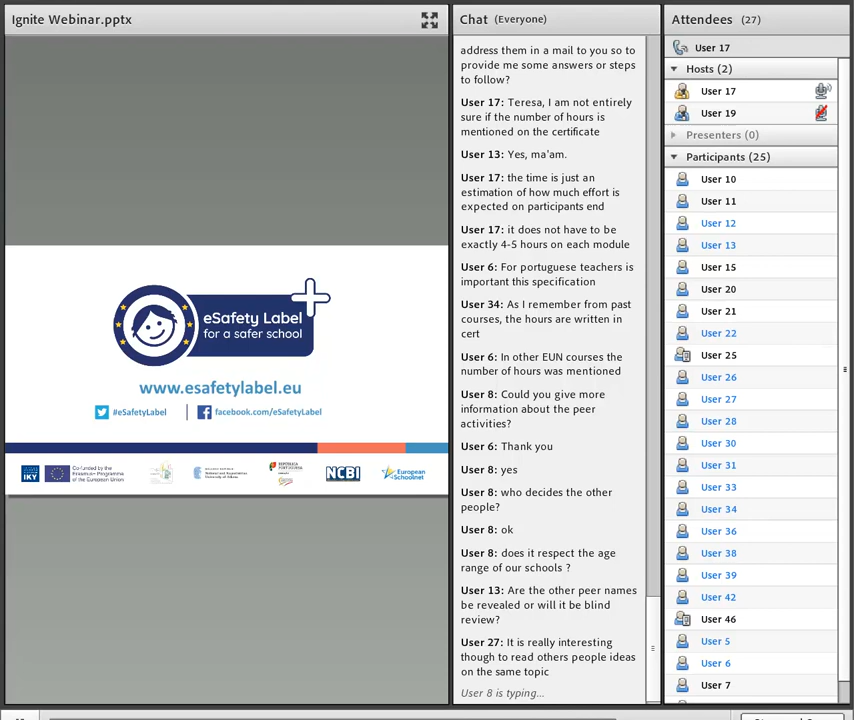 Ignite Webinar.pptx
eSafety Label
for a safer school
www.esafetylabel.eu
#eSafetyLabel
facebook.com/eSafetyLabel
IKY
Co-funded by the
Erasmus+ Programme
of the European Union
NCBI
European
Schoolnet
Chat (Everyone)
address them in a mail to you so to
provide me some answers or steps
to follow?
User 17: Teresa, I am not entirely
sure if the number of hours is
mentioned on the certificate
User 13: Yes, ma'am.
User 17: the time is just an
estimation of how much effort is
expected on participants end
User 17: it does not have to be
exactly 4-5 hours on each module
User 6: For portuguese teachers is
important this specification
User 34: As I remember from past
courses, the hours are written in
cert
User 6: In other EUN courses the
number of hours was mentioned
User 8: Could you give more
information about the peer
activities?
User 6: Thank you
User 8: yes
User 8: who decides the other
people?
User 8: ok
User 8: does it respect the age
range of our schools ?
User 13: Are the other peer names
be revealed or will it be blind
review?
User 27: It is really interesting
though to read others people ideas
on the same topic
User 8 is typing...
Attendees (27)
User 17
Hosts (2)
User 17
User 19
Presenters (0)
Participants (25)
User 10
User 11
User 12
User 13
User 15
User 20
User 21
User 22
User 25
User 26
User 27
User 28
User 30
User 31
User 33
User 34
User 36
User 38
User 39
User 42
User 46
User 5
User 6
User 7